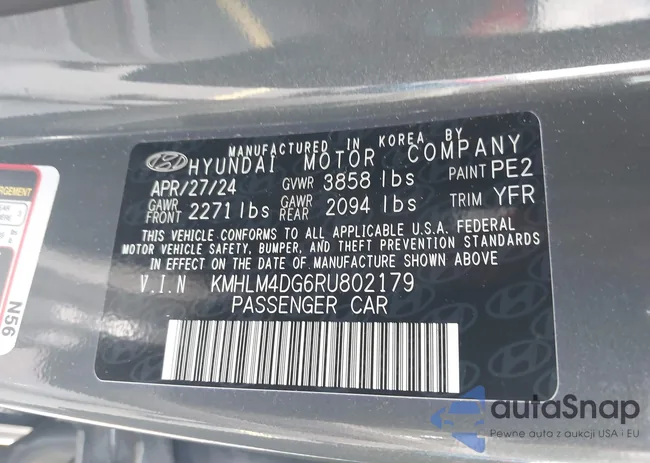 MANUFACTURED IN KOREA BY
HYUNDAI MOTOR COMPANY
APR/27/24 GVWR 3858 lbs PAINT PE2
GAWR FRONT 2271 lbs GAWR REAR 2094 lbs TRIM YFR
THIS VEHICLE CONFORMS TO ALL APPLICABLE U.S.A. FEDERAL
MOTOR VEHICLE SAFETY, BUMPER, AND THEFT PREVENTION STANDARDS
IN EFFECT ON THE DATE OF MANUFACTURE SHOWN ABOVE
V.I.N KMHLM4DG6RU802179
PASSENGER CAR
N56
autaSnap
Pewne auta z aukcji USA i EU